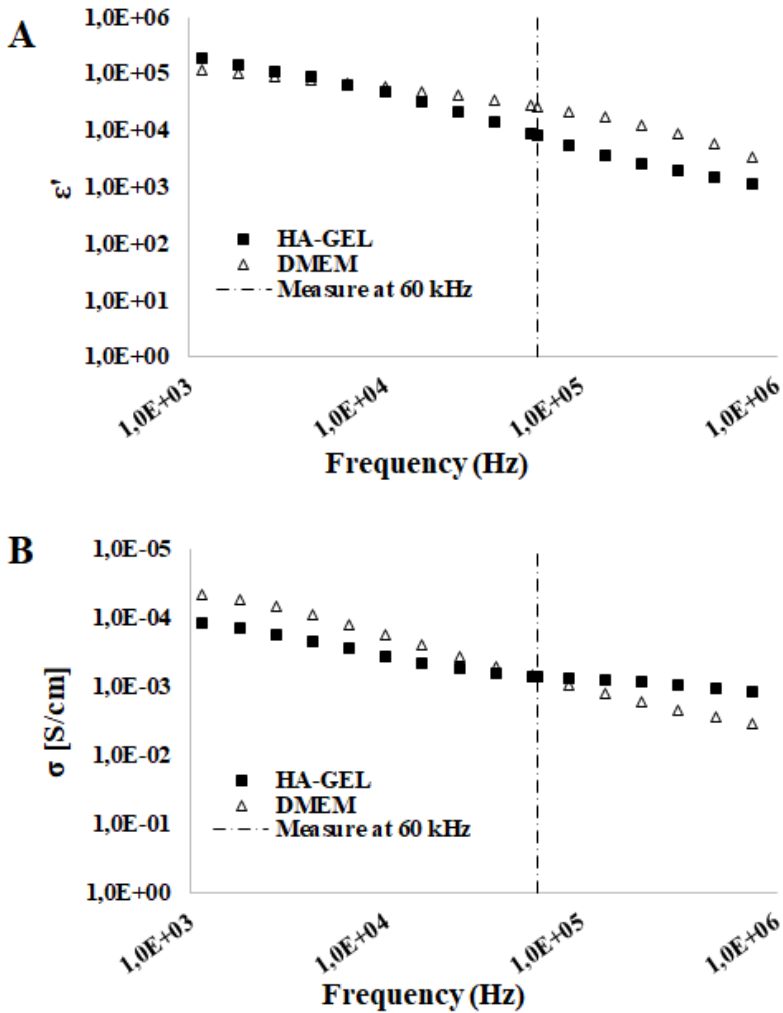 A
1,0E+06
1,0E+05
1,0E+04
1,0E+03
1,0E+02
1,0E+01
1,0E+00
ε'
HA-GEL
DMEM
Measure at 60 kHz
1,0E+03
1,0E+04
1,0E+05
1,0E+06
Frequency (Hz)
B
1,0E-05
1,0E-04
1,0E-03
1,0E-02
1,0E-01
1,0E+00
σ [S/cm]
HA-GEL
DMEM
Measure at 60 kHz
1,0E+03
1,0E+04
1,0E+05
1,0E+06
Frequency (Hz)